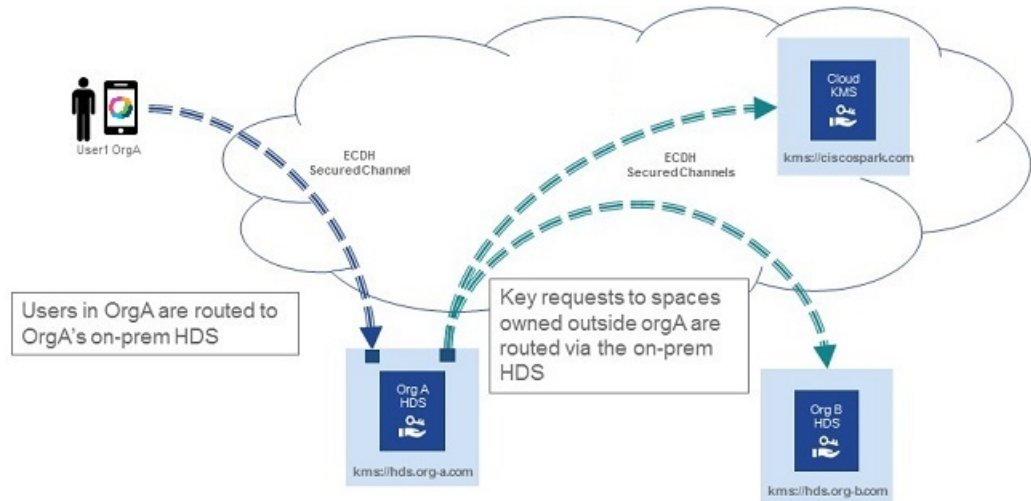 Cloud
KMS
kms://ciscospark.com
User1 OrgA
ECDH
Secured Channel
ECDH
Secured Channels
Users in OrgA are routed to
OrgA's on-prem HDS
Key requests to spaces
owned outside orgA are
routed via the on-prem
HDS
Org A
HDS
kms://hds.org-a.com
Org B
HDS
kms://hds.org-b.com